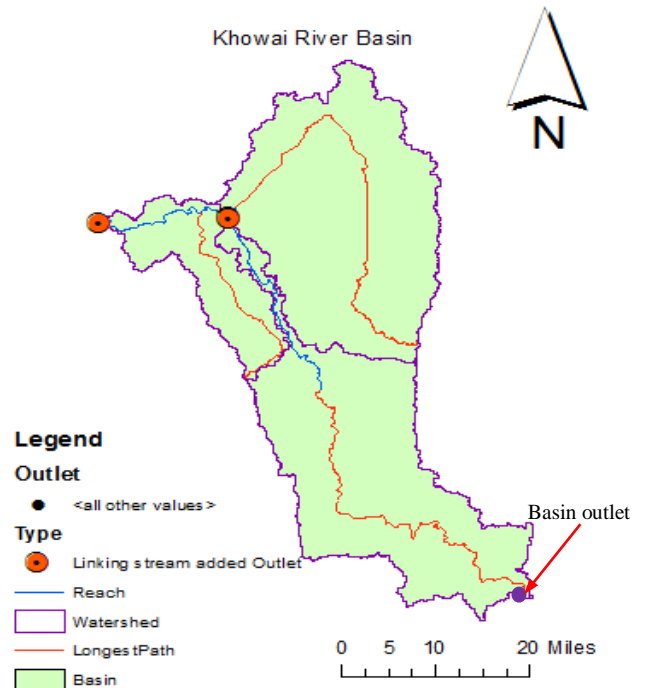 Khowai River Basin
N
Legend
Outlet
<all other values>
Type
Linking stream added Outlet
Reach
Watershed
LongestPath
Basin
Basin outlet
0 5 10 20 Miles